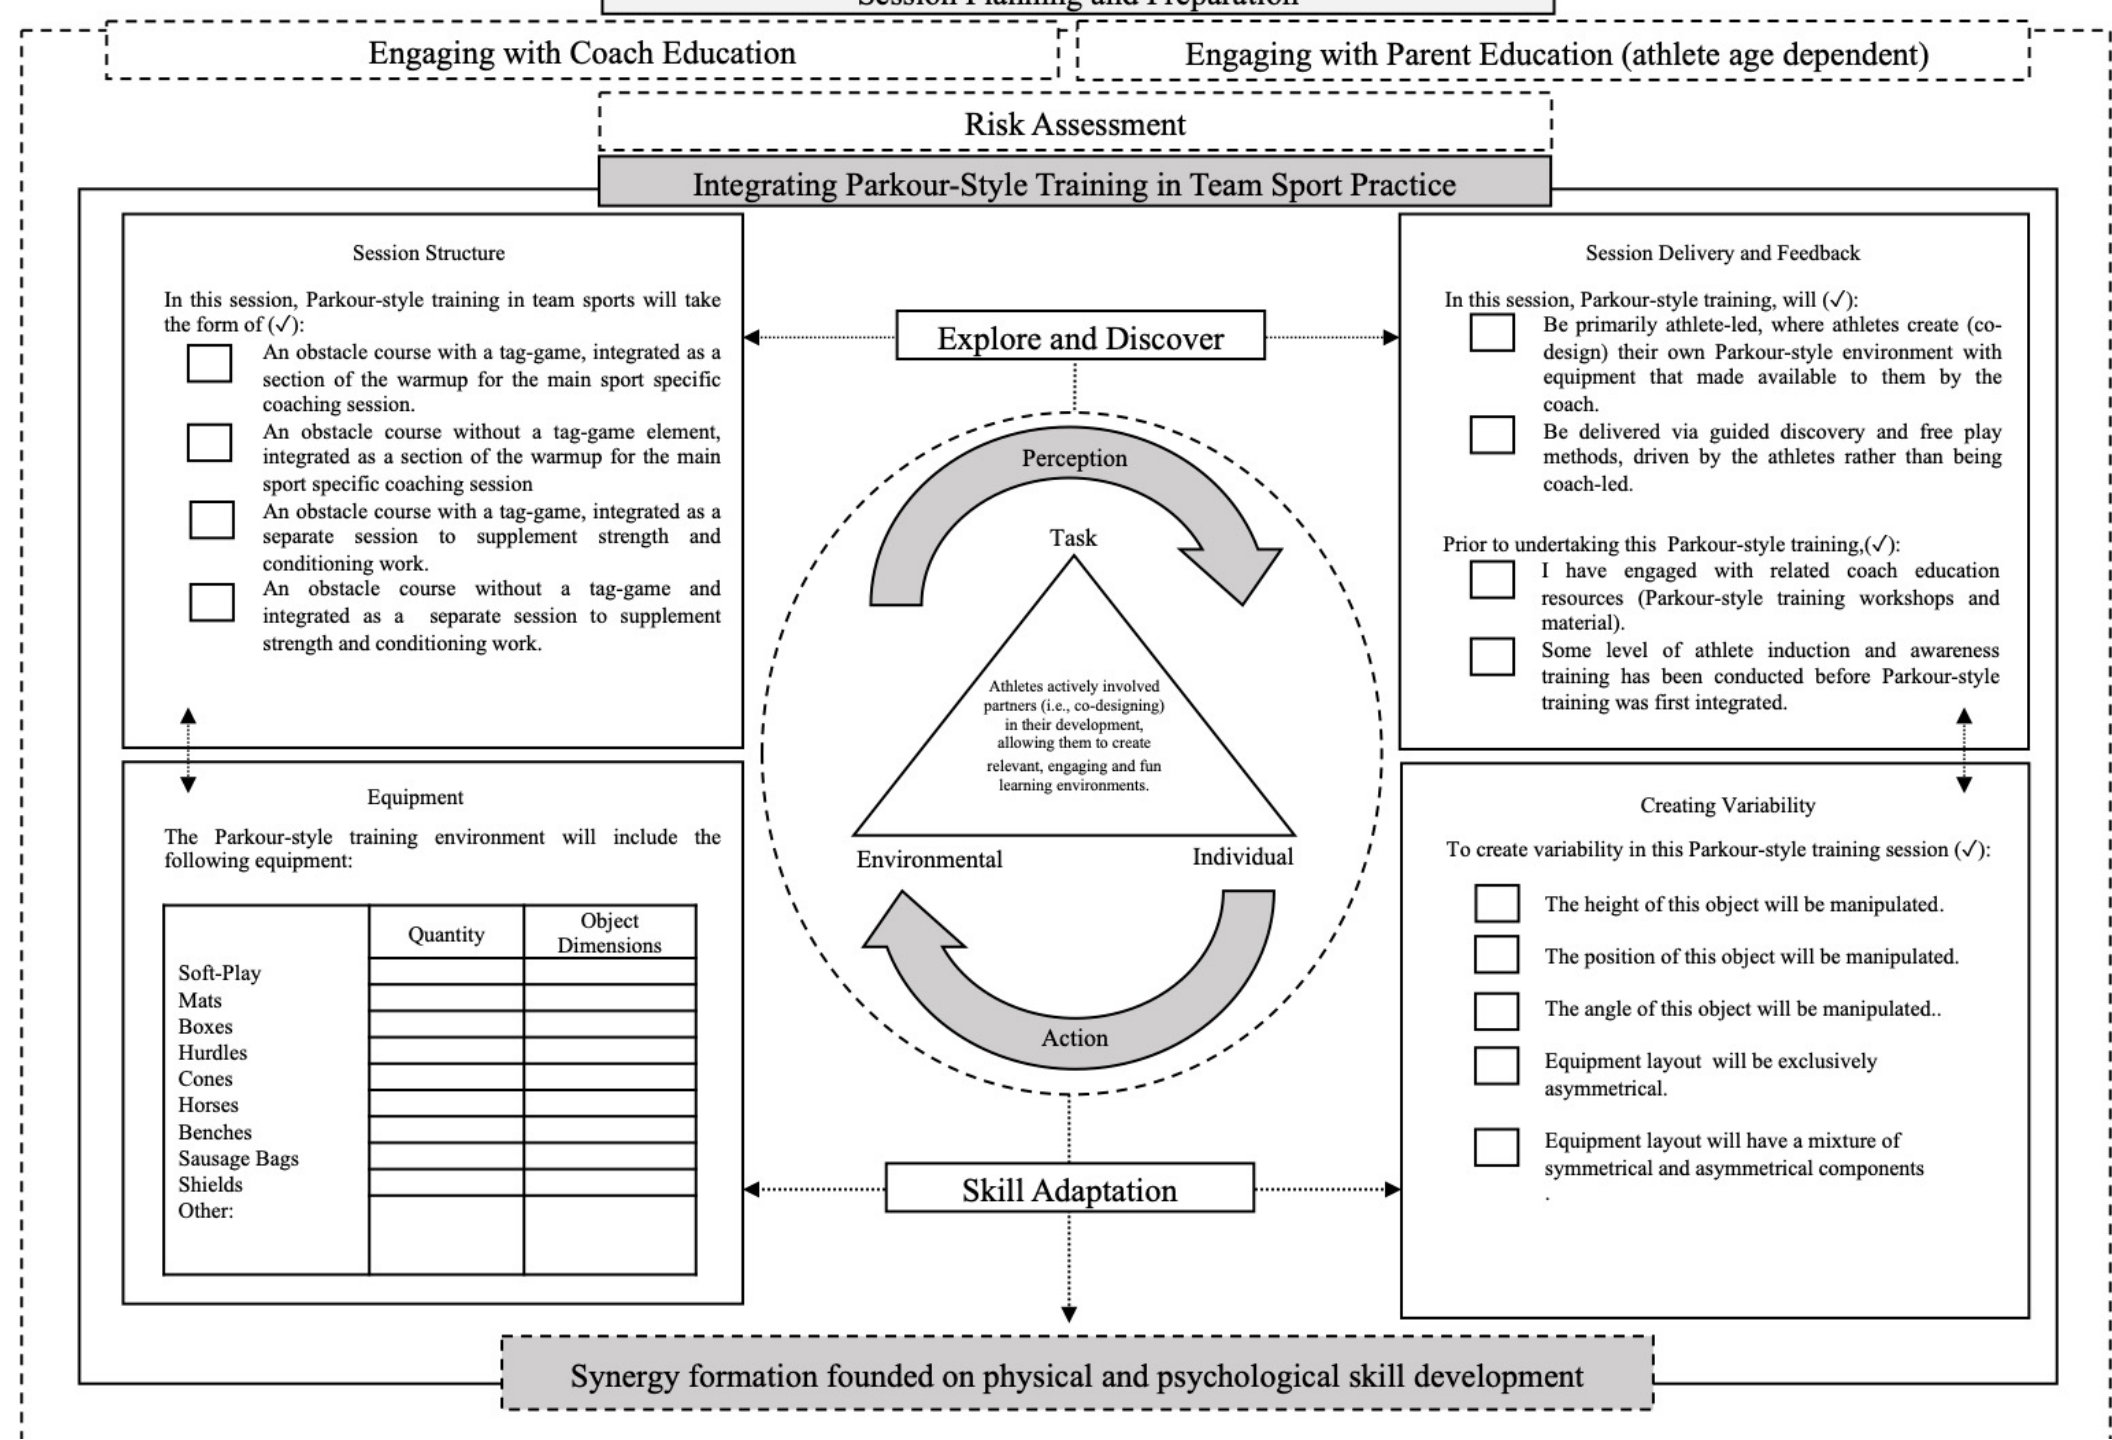 Session Planning and Preparation
Engaging with Coach Education
Engaging with Parent Education (athlete age dependent)
Risk Assessment
Integrating Parkour-Style Training in Team Sport Practice
Session Structure
In this session, Parkour-style training in team sports will take
the form of (✓):
An obstacle course with a tag-game, integrated as a
section of the warmup for the main sport specific
coaching session.
An obstacle course without a tag-game element,
integrated as a section of the warmup for the main
sport specific coaching session
An obstacle course with a tag-game, integrated as a
separate session to supplement strength and
conditioning work.
An obstacle course without a tag-game and
integrated as a separate session to supplement
strength and conditioning work.
Explore and Discover
Session Delivery and Feedback
In this session, Parkour-style training, will (✓):
Be primarily athlete-led, where athletes create (co-
design) their own Parkour-style environment with
equipment that made available to them by the
coach.
Be delivered via guided discovery and free play
methods, driven by the athletes rather than being
coach-led.
Prior to undertaking this Parkour-style training,(✓):
I have engaged with related coach education
resources (Parkour-style training workshops and
material).
Some level of athlete induction and awareness
training has been conducted before Parkour-style
training was first integrated.
Perception
Task
Athletes actively involved
partners (i.e., co-designing)
in their development,
allowing them to create
relevant, engaging and fun
learning environments.
Environmental
Individual
Action
Equipment
The Parkour-style training environment will include the
following equipment:
Quantity
Object
Dimensions
Soft-Play
Mats
Boxes
Hurdles
Cones
Horses
Benches
Sausage Bags
Shields
Other:
Creating Variability
To create variability in this Parkour-style training session (✓):
The height of this object will be manipulated.
The position of this object will be manipulated.
The angle of this object will be manipulated..
Equipment layout will be exclusively
asymmetrical.
Equipment layout will have a mixture of
symmetrical and asymmetrical components
.
Skill Adaptation
Synergy formation founded on physical and psychological skill development